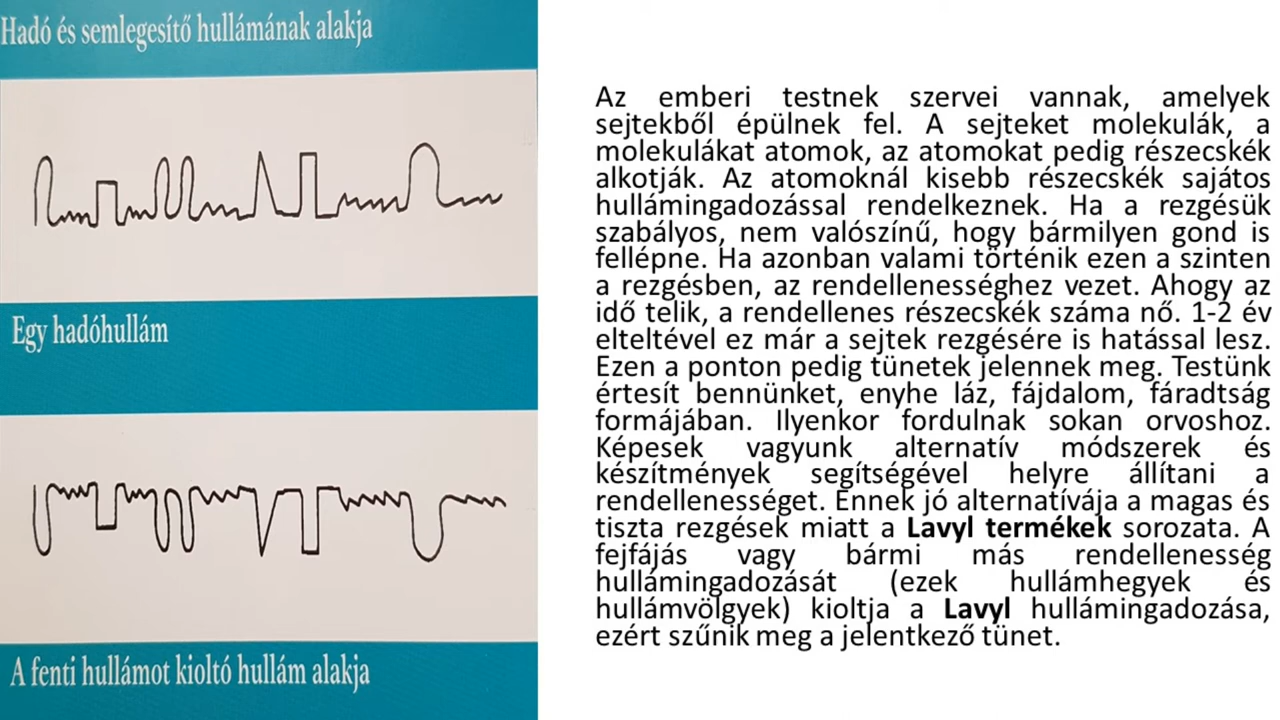 Hadó és semlegesítő hullámának alakja
Egy hadóhullám
A fenti hullámot kioltó hullám alakja
Az emberi testnek szervei vannak, amelyek
sejtekből épülnek fel. A sejteket molekulák, a
molekulákat atomok, az atomokat pedig részecskék
alkotják. Az atomoknál kisebb részecskék sajátos
hullámingadozással rendelkeznek. Ha a rezgésük
szabályos, nem valószínű, hogy bármilyen gond is
fellépne. Ha azonban valami történik ezen a szinten
a rezgésben, az rendellenességhez vezet. Ahogy az
idő telik, a rendellenes részecskék száma nő. 1-2 év
elteltével ez már a sejtek rezgésére is hatással lesz.
Ezen a ponton pedig tünetek jelennek meg. Testünk
értesít bennünket, enyhe láz, fájdalom, fáradtság
formájában. Ilyenkor fordulnak sokan orvoshoz.
Képesek vagyunk alternatív módszerek és
készítmények segítségével helyre állítani a
rendellenességet. Ennek jó alternatívája a magas és
tiszta rezgések miatt a Lavyl termékek sorozata. A
fejfájás vagy bármi más rendellenesség
hullámingadozását (ezek hullámhegyek és
hullámvölgyek) kioltja a Lavyl hullámingadozása,
ezért szűnik meg a jelentkező tünet.